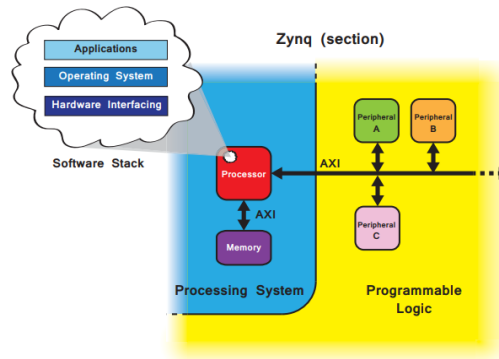 Zynq (section)
Applications
Operating System
Hardware Interfacing
Software Stack
Peripheral
A
Peripheral
B
Processor
AXI
AXI
Peripheral
C
Memory
Processing System
Programmable
Logic